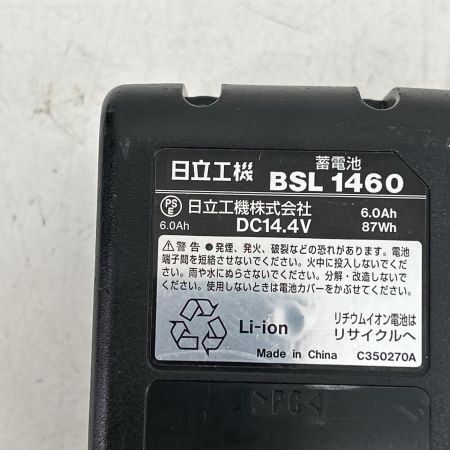 日立工機 蓄電池 BSL 1460
PS E 日立工機株式会社 6.0Ah
6.0Ah DC14.4V 87Wh
⚠警告 ●発煙、発火、破裂などの恐れがあります。電池
端子間を短絡させないでください。火中に投入しないでくだ
さい。雨や水にぬらさないでください。分解・改造しないで
ください。使用しないときは電池カバーをかぶせてください。
Li-ion
リチウムイオン電池は
リサイクルへ
Made in China C350270A
>PC<